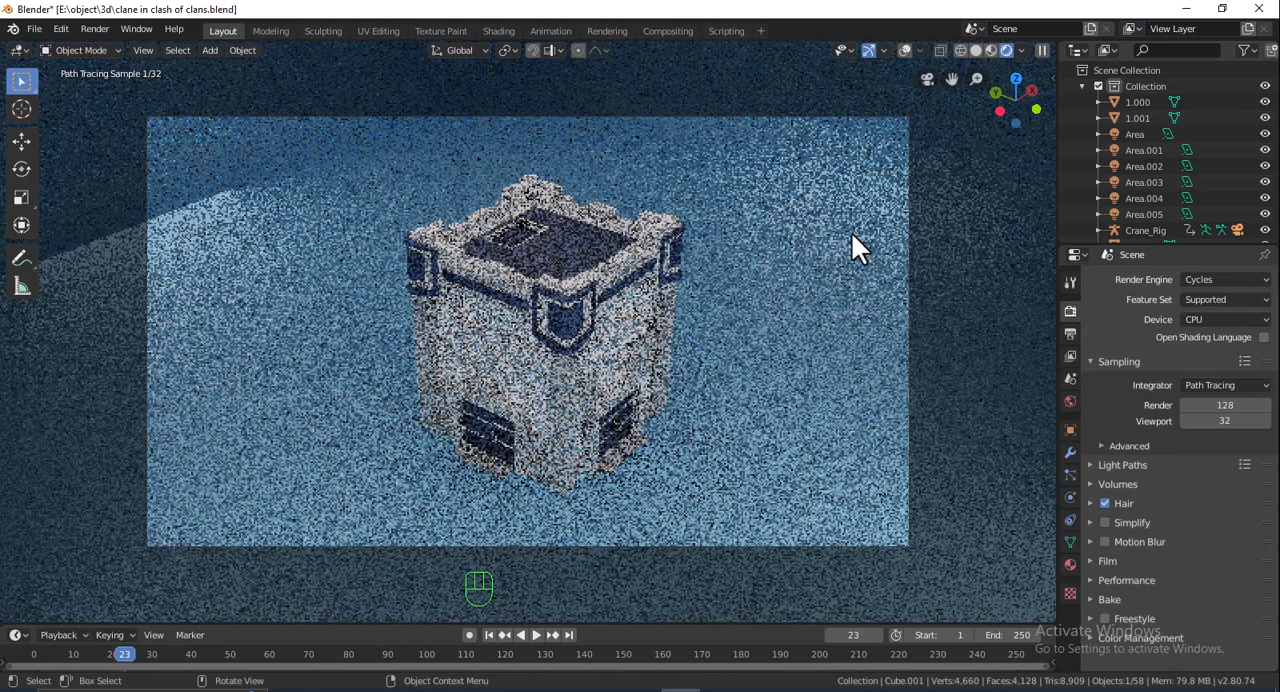 Blender* [E:\object\3d\clane in clash of clans.blend]
File Edit Render Window Help Layout Modeling Sculpting UV Editing Texture Paint Shading Animation Rendering Compositing Scripting + Scene View Layer
Object Mode View Select Add Object Global
Path Tracing Sample 1/32
Z
Y X
Scene Collection
Collection
1.000
1.001
Area
Area.001
Area.002
Area.003
Area.004
Area.005
Crane_Rig
Scene
Render Engine Cycles
Feature Set Supported
Device CPU
Open Shading Language
Sampling
Integrator Path Tracing
Render 128
Viewport 32
Advanced
Light Paths
Volumes
Hair
Simplify
Motion Blur
Film
Performance
Bake
Freestyle
Color Management
Activate Windows
Go to Settings to activate Windows.
Playback Keying View Marker 23 Start: 1 End: 250
0 10 23 30 40 50 60 70 80 90 100 110 120 130 140 150 160 170 180 190 200 210 220 230 240 250
Select Box Select Rotate View Object Context Menu Collection | Cube.001 | Verts:4,660 | Faces:4,128 | Tris:8,909 | Objects:1/58 | Mem: 79.8 MB | v2.80.74